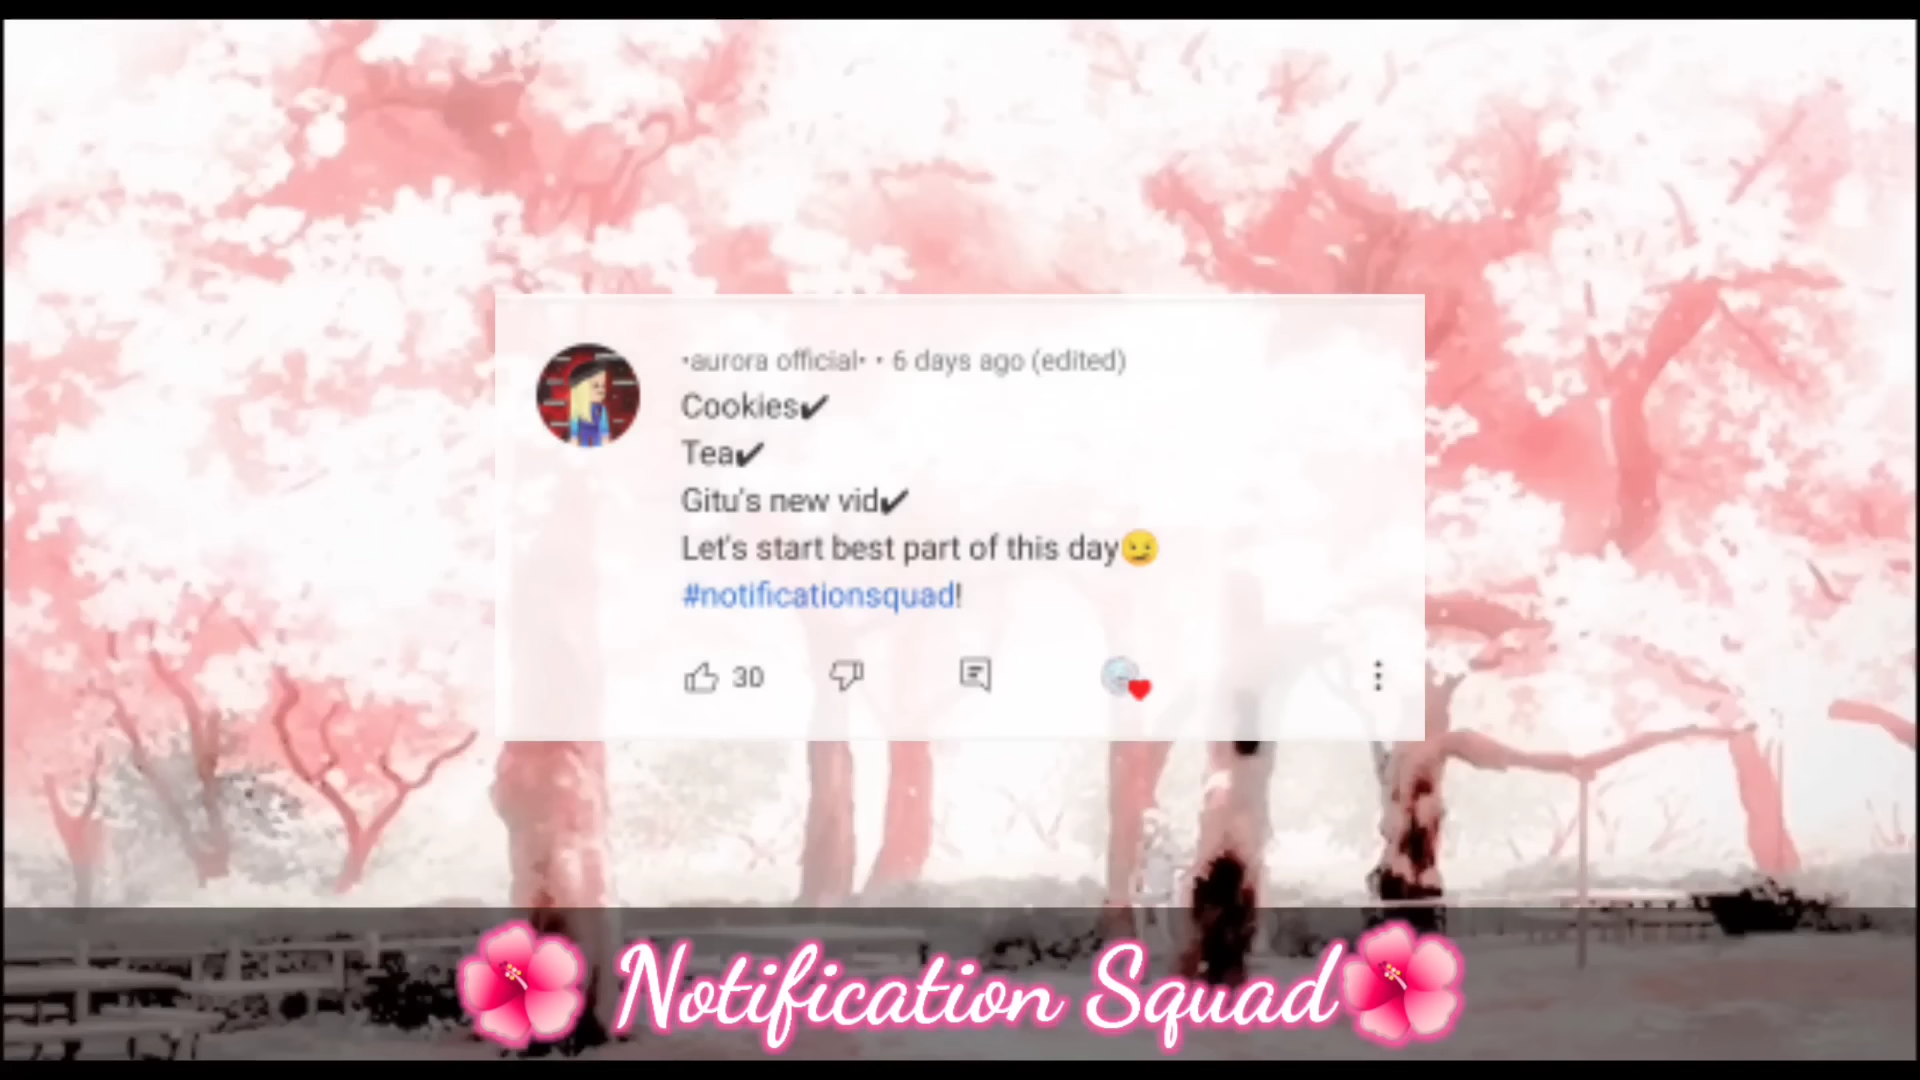 •aurora official• • 6 days ago (edited)
Cookies✔
Tea✔
Gitu's new vid✔
Let's start best part of this day😏
#notificationsquad!
30
🌺 Notification Squad🌺